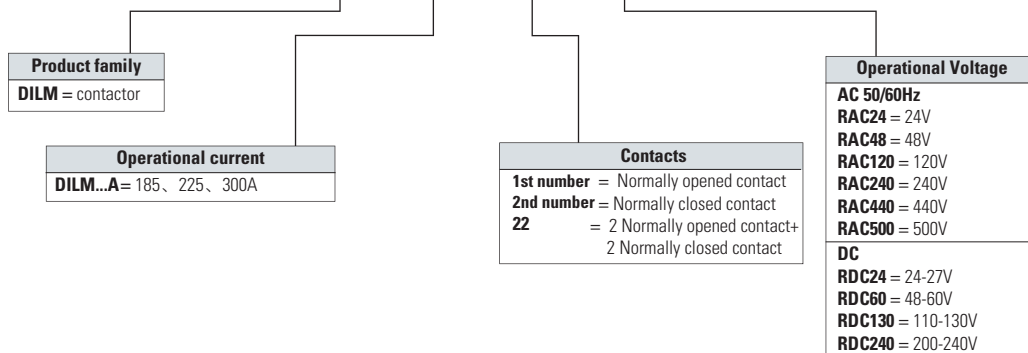 Product family
DILM = contactor
Operational current
DILM...A= 185、225、300A
Contacts
1st number = Normally opened contact
2nd number = Normally closed contact
22 = 2 Normally opened contact+
2 Normally closed contact
Operational Voltage
AC 50/60Hz
RAC24 = 24V
RAC48 = 48V
RAC120 = 120V
RAC240 = 240V
RAC440 = 440V
RAC500 = 500V
DC
RDC24 = 24-27V
RDC60 = 48-60V
RDC130 = 110-130V
RDC240 = 200-240V